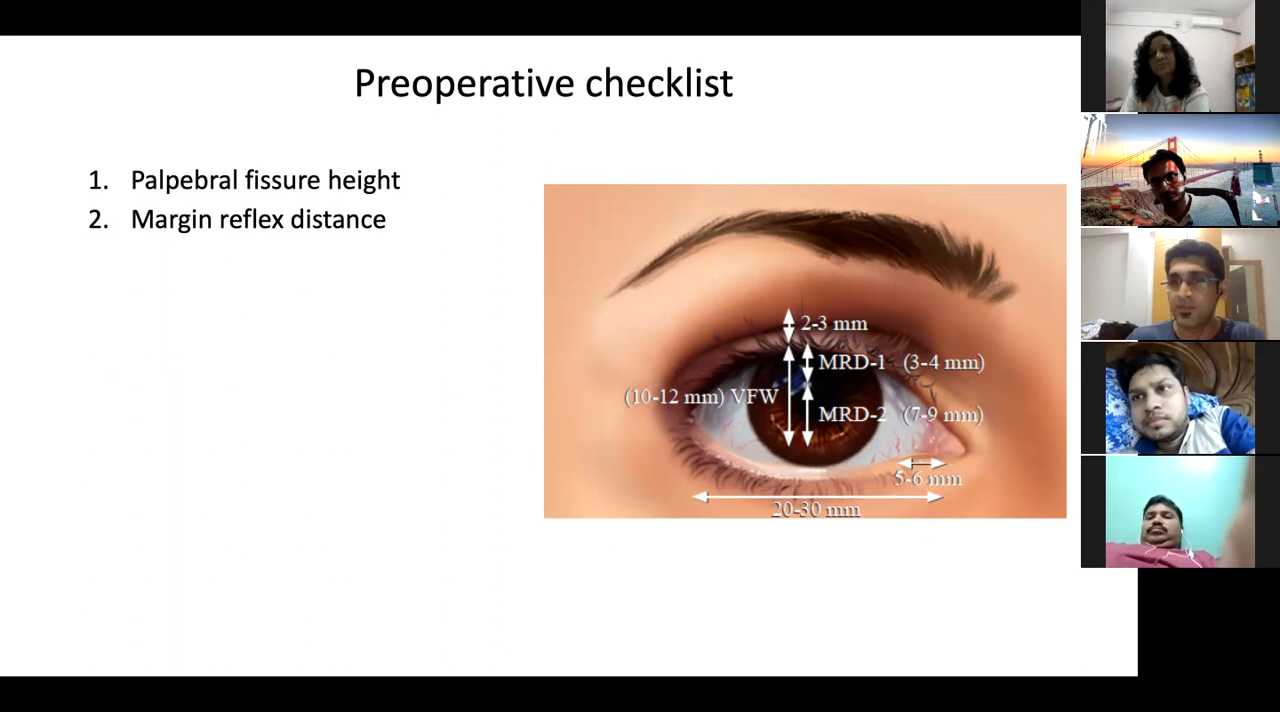 Preoperative checklist
1. Palpebral fissure height
2. Margin reflex distance
2-3 mm
MRD-1 (3-4 mm)
(10-12 mm) VFW
MRD-2 (7-9 mm)
5-6 mm
20-30 mm